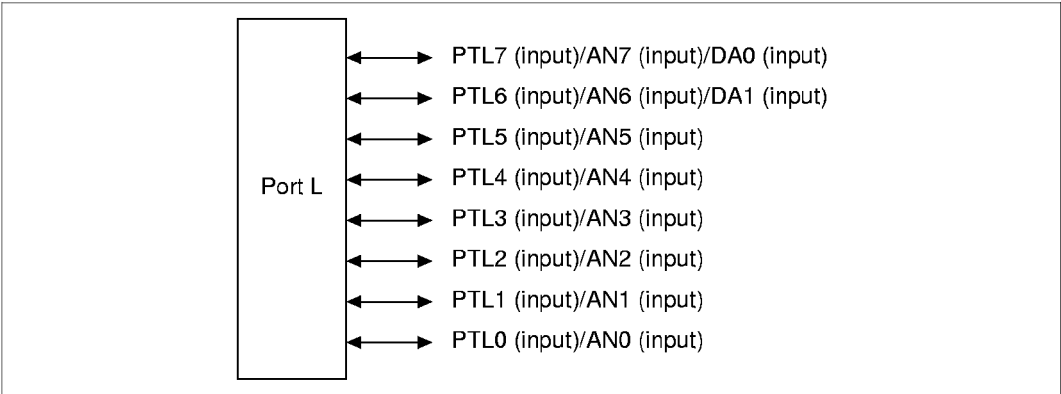 PTL7 (input)/AN7 (input)/DA0 (input)
PTL6 (input)/AN6 (input)/DA1 (input)
PTL5 (input)/AN5 (input)
Port L
PTL4 (input)/AN4 (input)
PTL3 (input)/AN3 (input)
PTL2 (input)/AN2 (input)
PTL1 (input)/AN1 (input)
PTL0 (input)/AN0 (input)